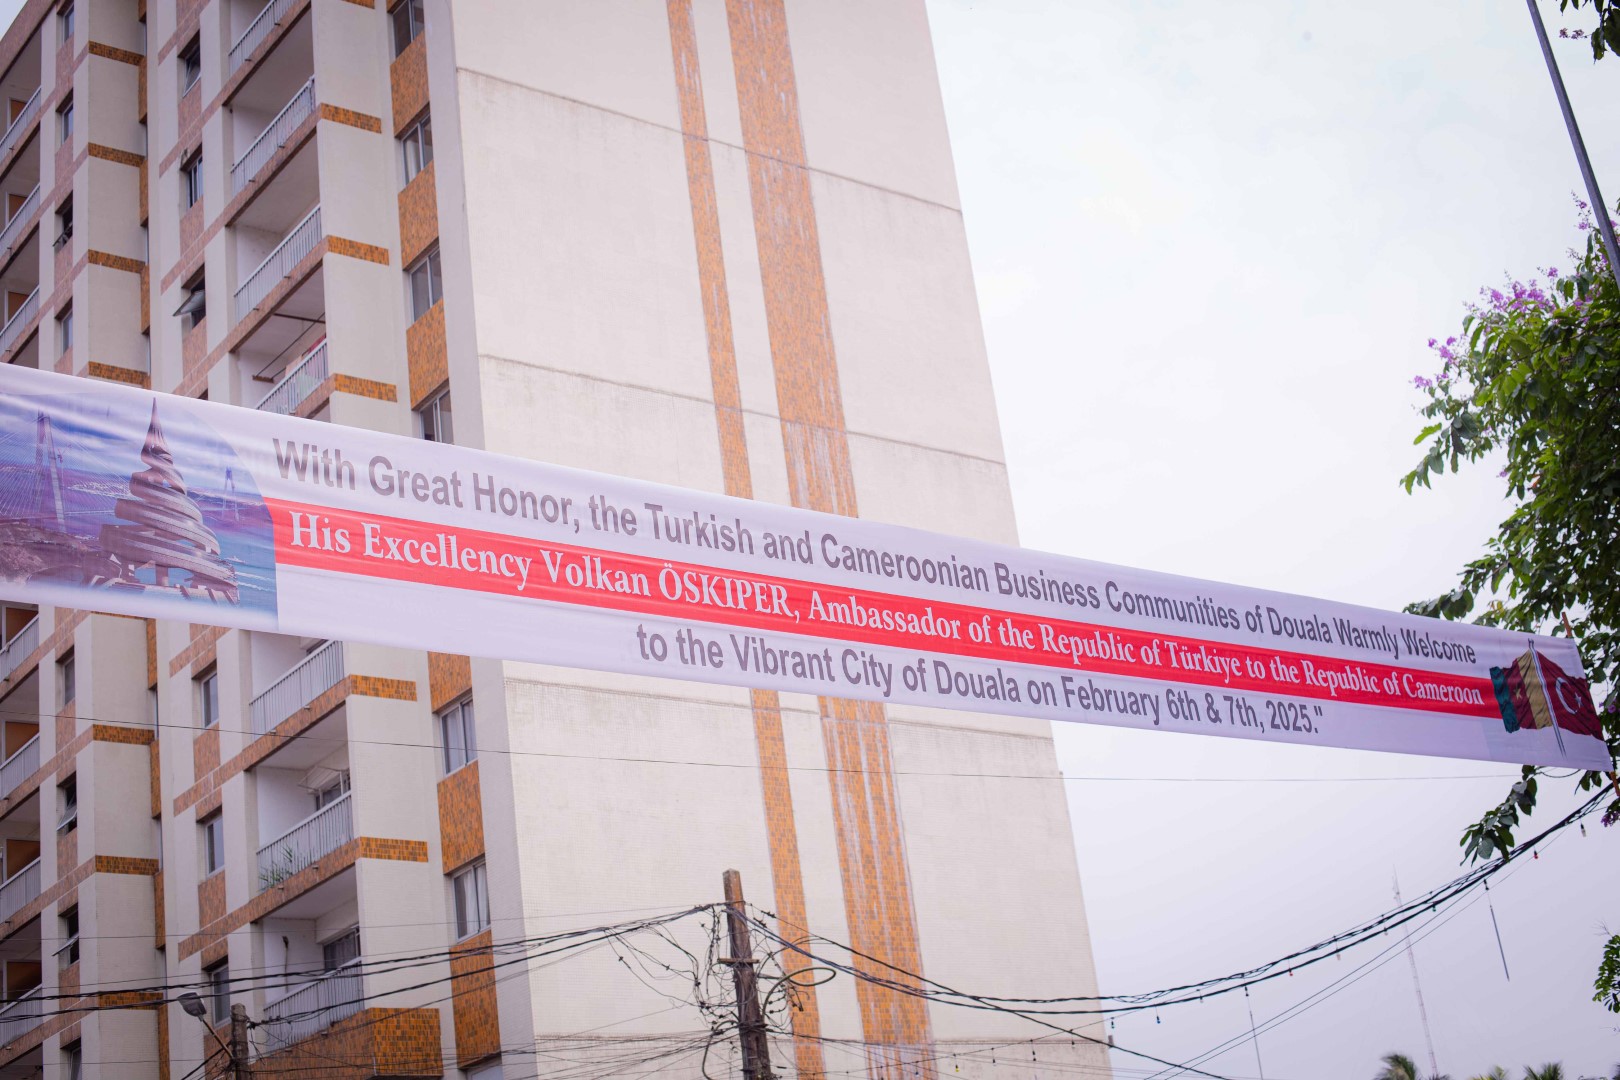 With Great Honor, the Turkish and Cameroonian Business Communities of Douala Warmly Welcome
His Excellency Volkan ÖSKIPER, Ambassador of the Republic of Türkiye to the Republic of Cameroon
to the Vibrant City of Douala on February 6th & 7th, 2025."